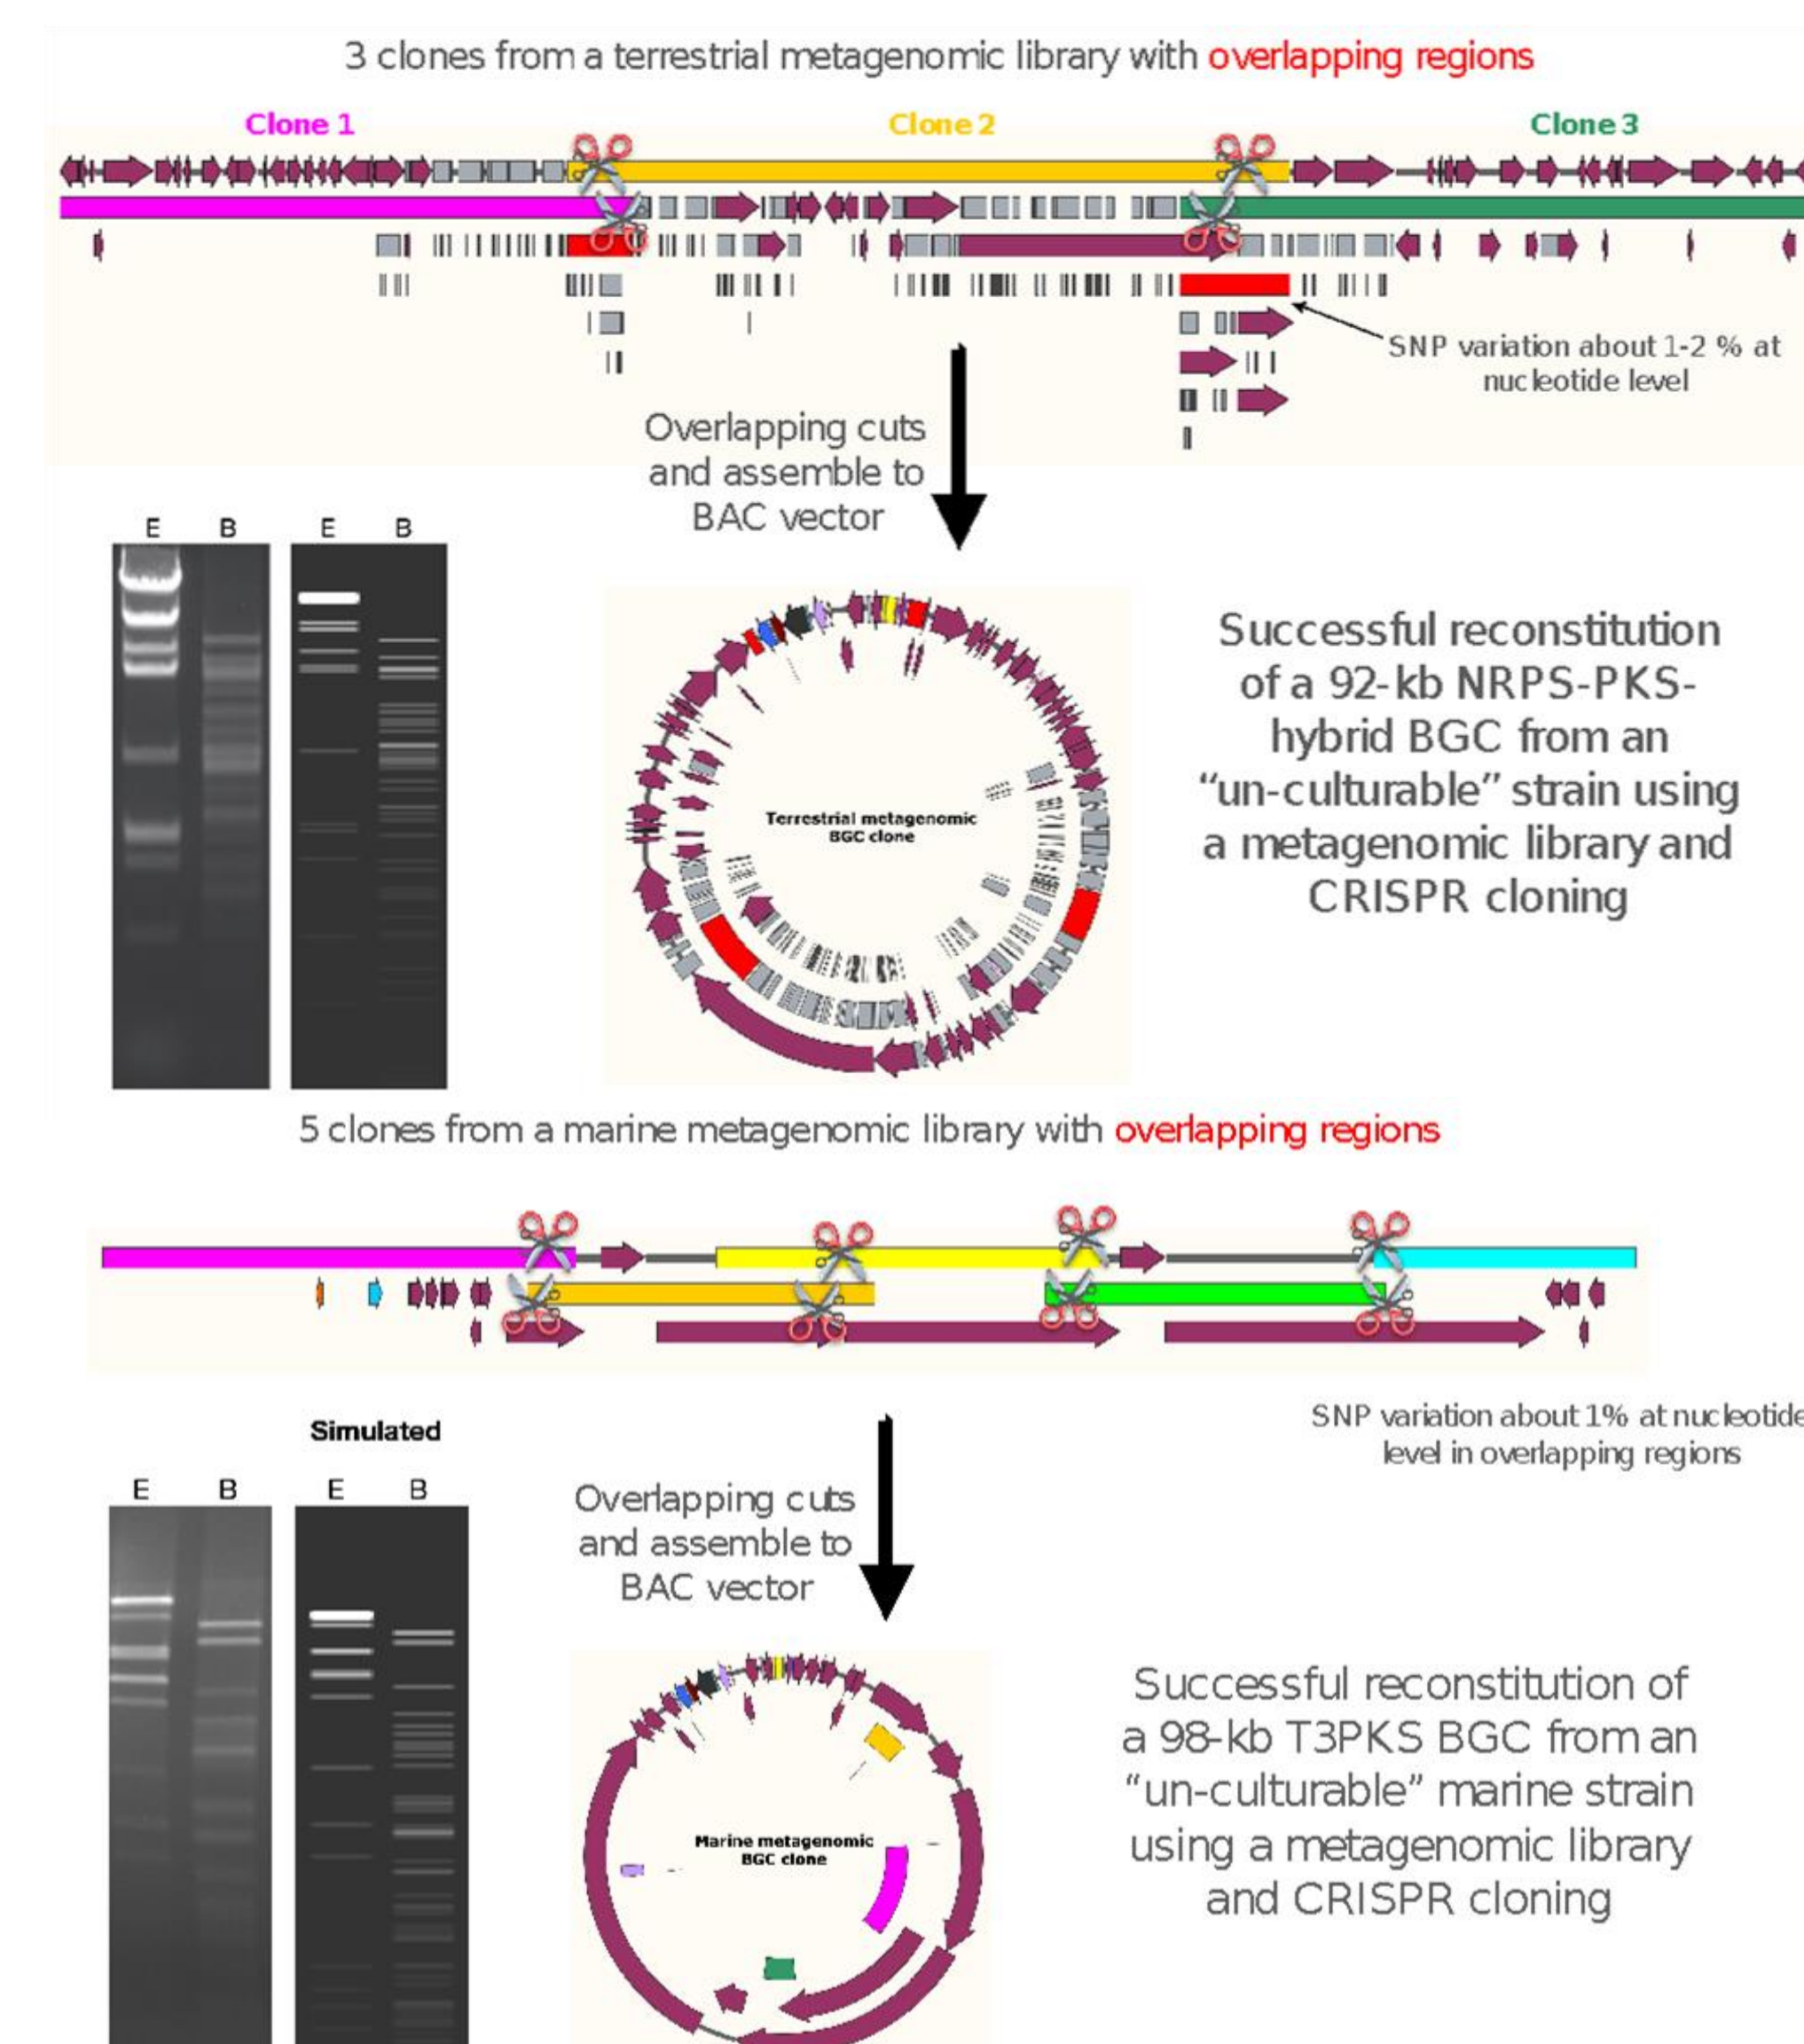 3 clones from a terrestrial metagenomic library with overlapping regions
Clone 1
Clone 2
Clone 3
SNP variation about 1-2 % at
nucleotide level
Overlapping cuts
and assemble to
BAC vector
E B E B
Terrestrial metagenomic
BGC clone
Successful reconstitution
of a 92-kb NRPS-PKS-
hybrid BGC from an
“un-culturable” strain using
a metagenomic library and
CRISPR cloning
5 clones from a marine metagenomic library with overlapping regions
SNP variation about 1% at nucleotide
level in overlapping regions
Simulated
E B E B
Overlapping cuts
and assemble to
BAC vector
Marine metagenomic
BGC clone
Successful reconstitution of
a 98-kb T3PKS BGC from an
“un-culturable” marine strain
using a metagenomic library
and CRISPR cloning